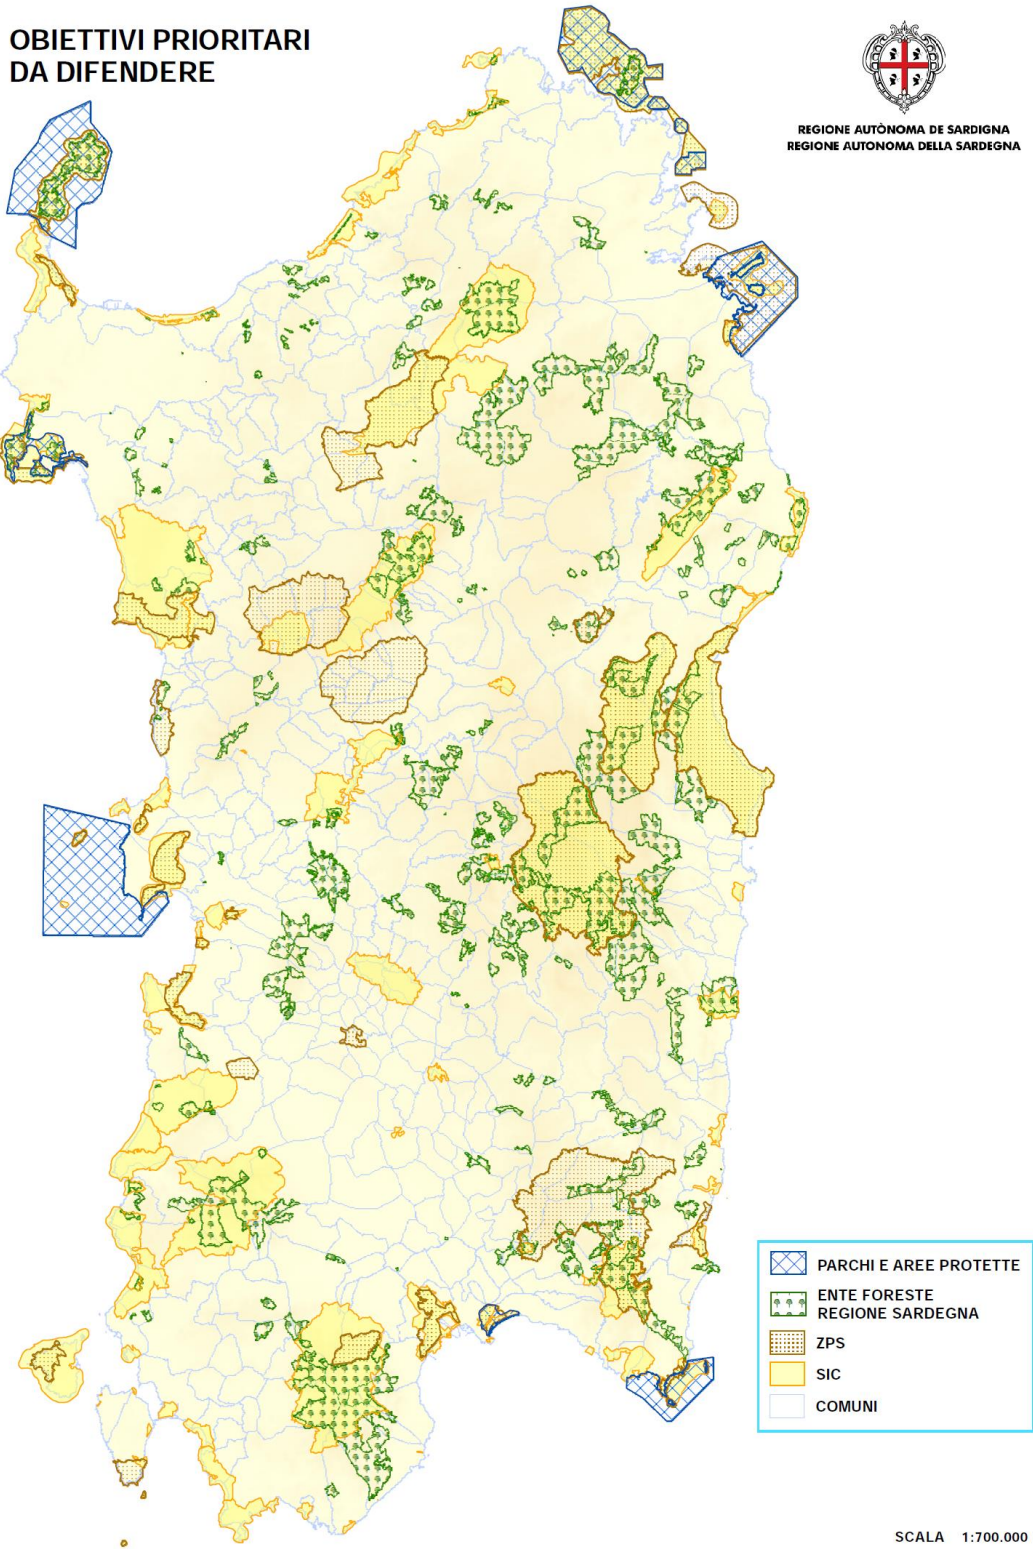 OBIETTIVI PRIORITARI
DA DIFENDERE
REGIONE AUTÒNOMA DE SARDIGNA
REGIONE AUTONOMA DELLA SARDEGNA
PARCHI E AREE PROTETTE
ENTE FORESTE
REGIONE SARDEGNA
ZPS
SIC
COMUNI
SCALA 1:700.000